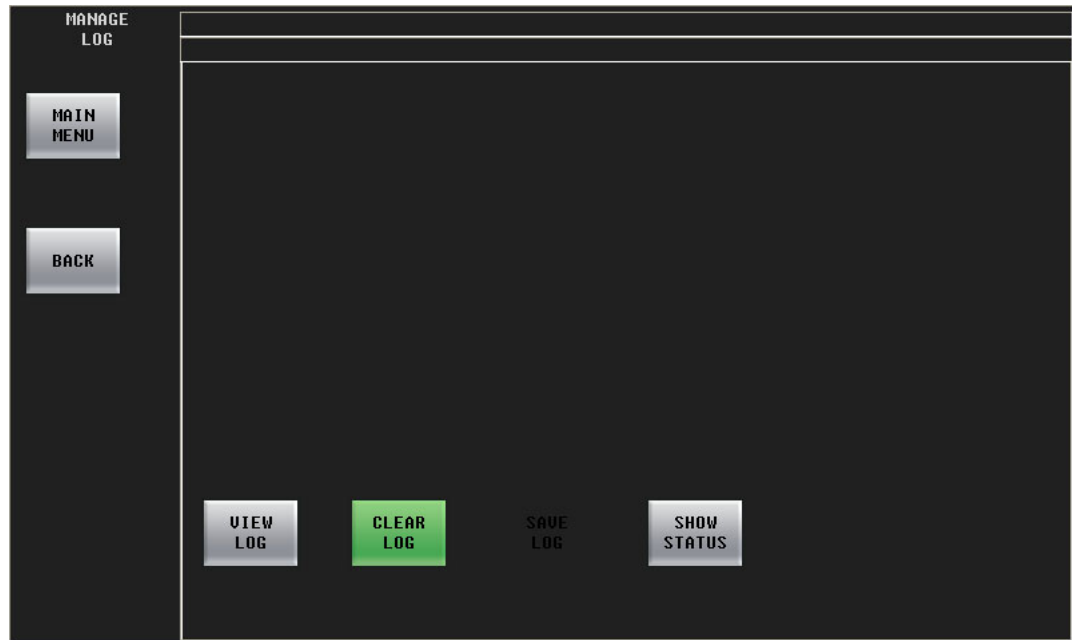 MANAGE
LOG
MAIN
MENU
BACK
VIEW
LOG
CLEAR
LOG
SAVE
LOG
SHOW
STATUS